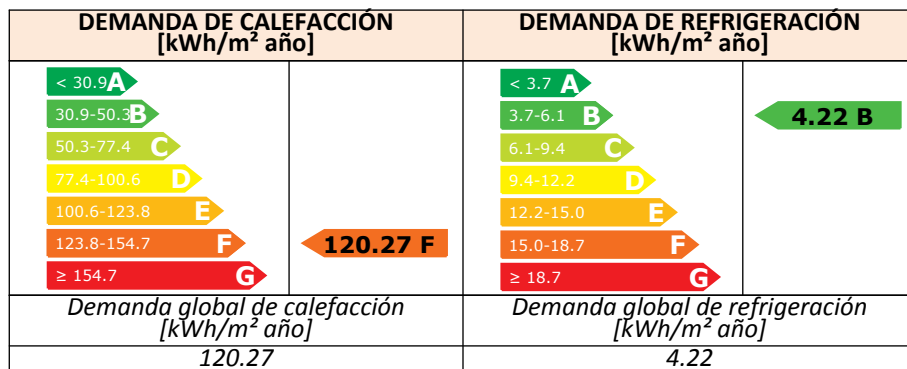 DEMANDA DE CALEFACCIÓN
[kWh/m² año]
DEMANDA DE REFRIGERACIÓN
[kWh/m² año]
< 30.9 A
30.9-50.3 B
50.3-77.4 C
77.4-100.6 D
100.6-123.8 E
123.8-154.7 F
≥ 154.7 G
120.27 F
< 3.7 A
3.7-6.1 B
6.1-9.4 C
9.4-12.2 D
12.2-15.0 E
15.0-18.7 F
≥ 18.7 G
4.22 B
Demanda global de calefacción
[kWh/m² año]
Demanda global de refrigeración
[kWh/m² año]
120.27
4.22